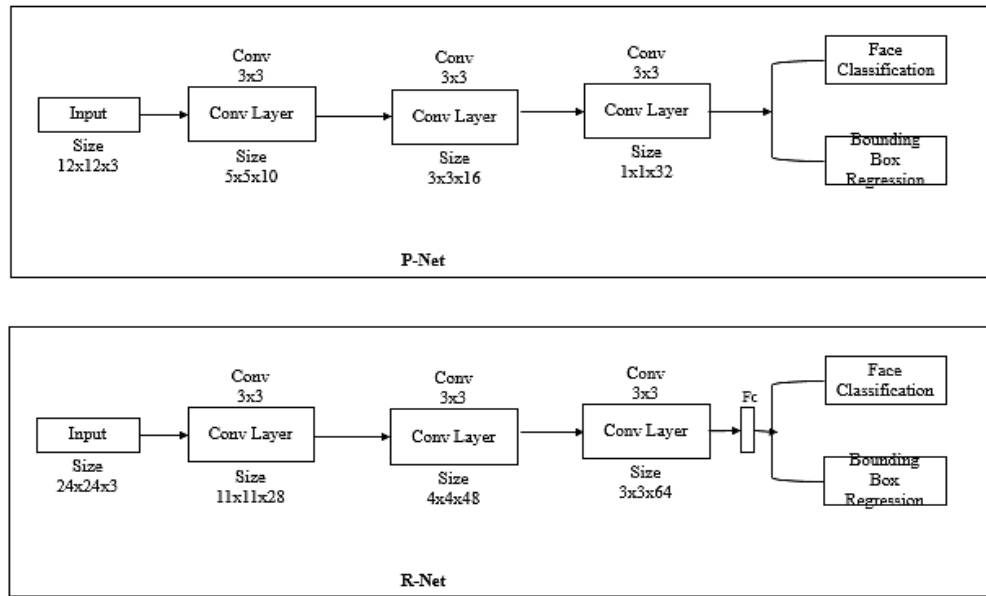 Conv
3x3
Conv
3x3
Conv
3x3
Face
Classification
Input
Conv Layer
Conv Layer
Conv Layer
Size
12x12x3
Size
5x5x10
Size
3x3x16
Size
1x1x32
Bounding
Box
Regression
P-Net
Conv
3x3
Conv
3x3
Conv
3x3
Fc
Face
Classification
Input
Conv Layer
Conv Layer
Conv Layer
Size
24x24x3
Size
11x11x28
Size
4x4x48
Size
3x3x64
Bounding
Box
Regression
R-Net